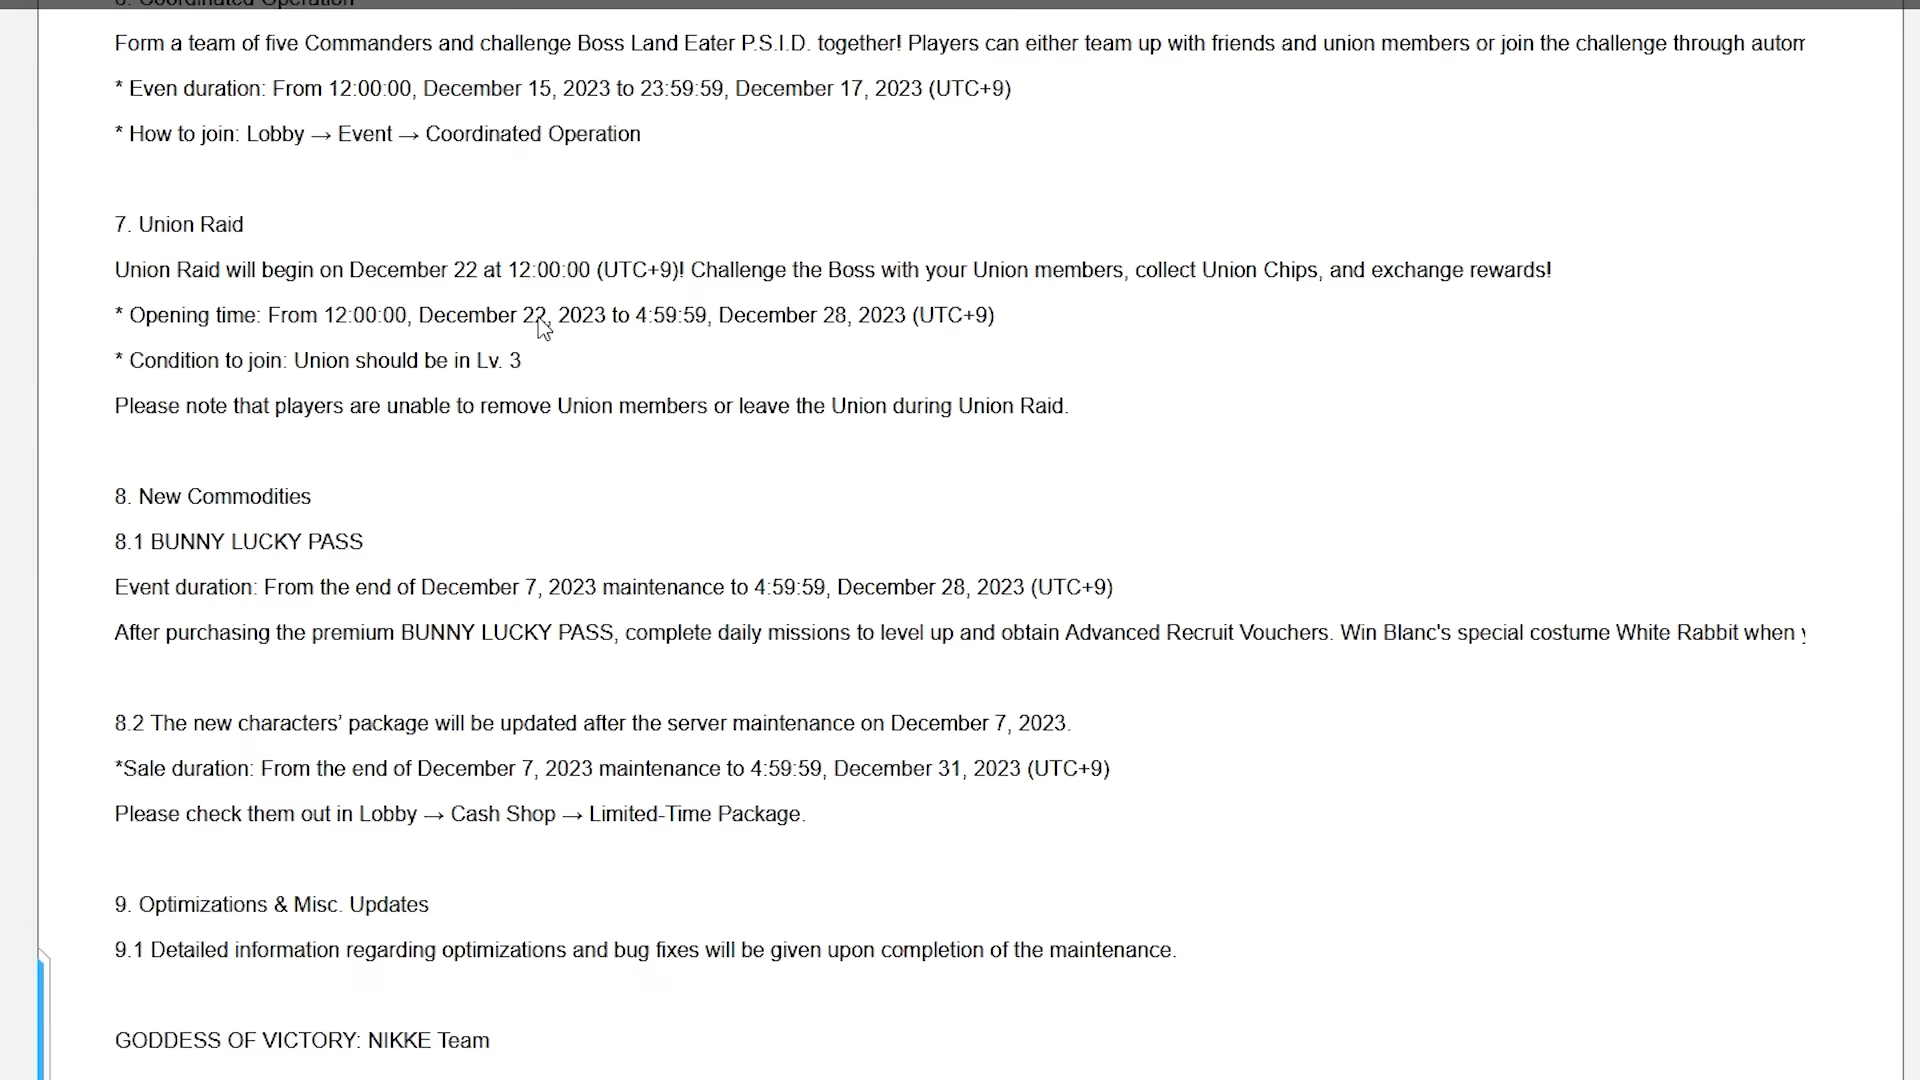 6. Coordinated Operation
Form a team of five Commanders and challenge Boss Land Eater P.S.I.D. together! Players can either team up with friends and union members or join the challenge through
* Even duration: From 12:00:00, December 15, 2023 to 23:59:59, December 17, 2023 (UTC+9)
* How to join: Lobby → Event → Coordinated Operation
7. Union Raid
Union Raid will begin on December 22 at 12:00:00 (UTC+9)! Challenge the Boss with your Union members, collect Union Chips, and exchange rewards!
* Opening time: From 12:00:00, December 22, 2023 to 4:59:59, December 28, 2023 (UTC+9)
* Condition to join: Union should be in Lv. 3
Please note that players are unable to remove Union members or leave the Union during Union Raid.
8. New Commodities
8.1 BUNNY LUCKY PASS
Event duration: From the end of December 7, 2023 maintenance to 4:59:59, December 28, 2023 (UTC+9)
After purchasing the premium BUNNY LUCKY PASS, complete daily missions to level up and obtain Advanced Recruit Vouchers. Win Blanc's special costume White Rabbit when
8.2 The new characters’ package will be updated after the server maintenance on December 7, 2023.
*Sale duration: From the end of December 7, 2023 maintenance to 4:59:59, December 31, 2023 (UTC+9)
Please check them out in Lobby → Cash Shop → Limited-Time Package.
9. Optimizations & Misc. Updates
9.1 Detailed information regarding optimizations and bug fixes will be given upon completion of the maintenance.
GODDESS OF VICTORY: NIKKE Team